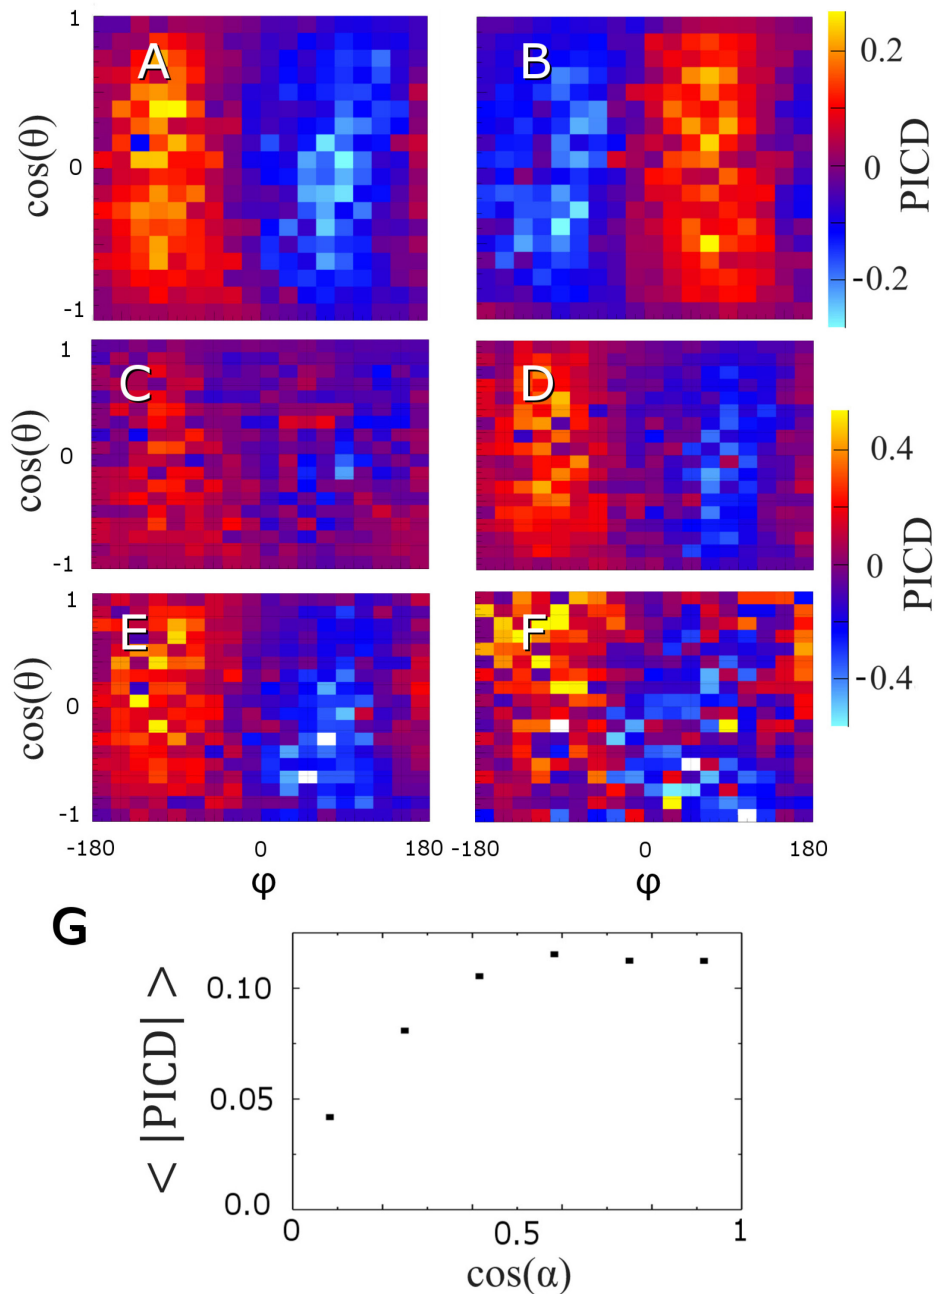 A B
1
cos(θ)
0
-1
0.2
0
-0.2
PICD
C D
1
cos(θ)
0
-1
E F
1
cos(θ)
0
-1
0.4
0
-0.4
PICD
-180 0 180 -180 0 180
φ φ
G
< |PICD| >
0.10
0.05
0.0
0 0.5 1
cos(α)